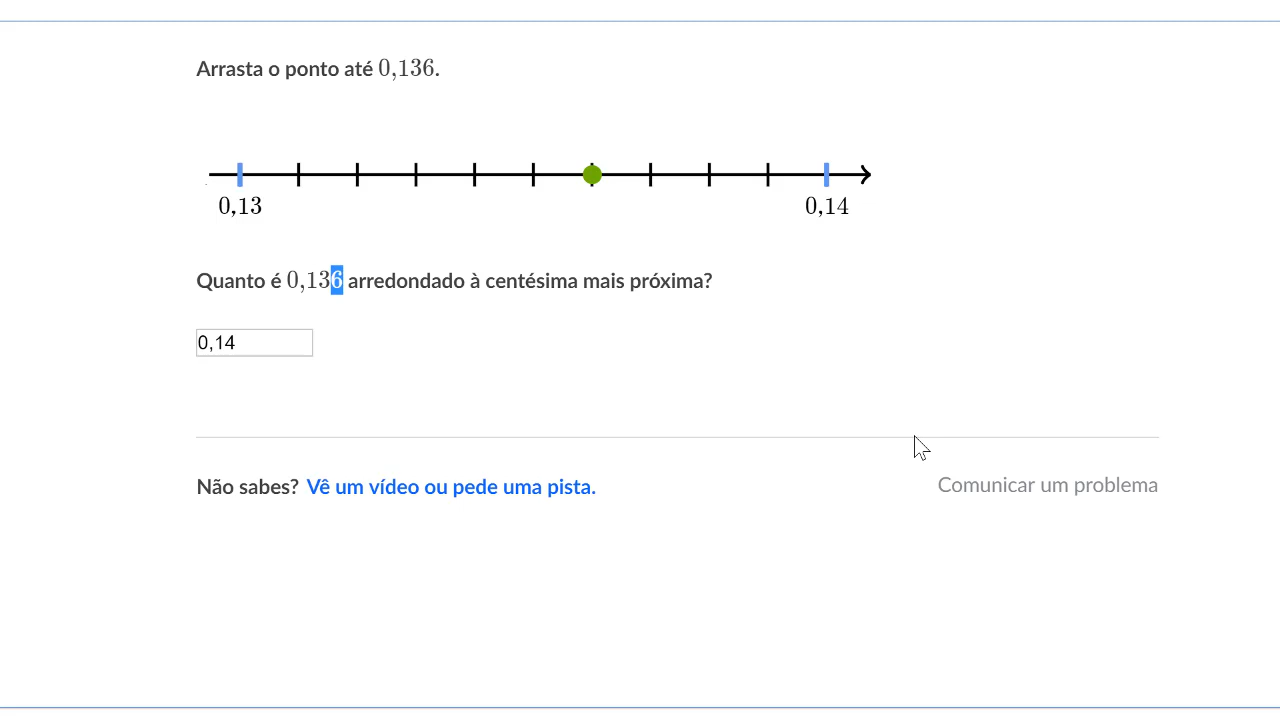 Arrasta o ponto até 0,136.
0,13 0,14
Quanto é 0,136 arredondado à centésima mais próxima?
0,14
Não sabes? Vê um vídeo ou pede uma pista. Comunicar um problema